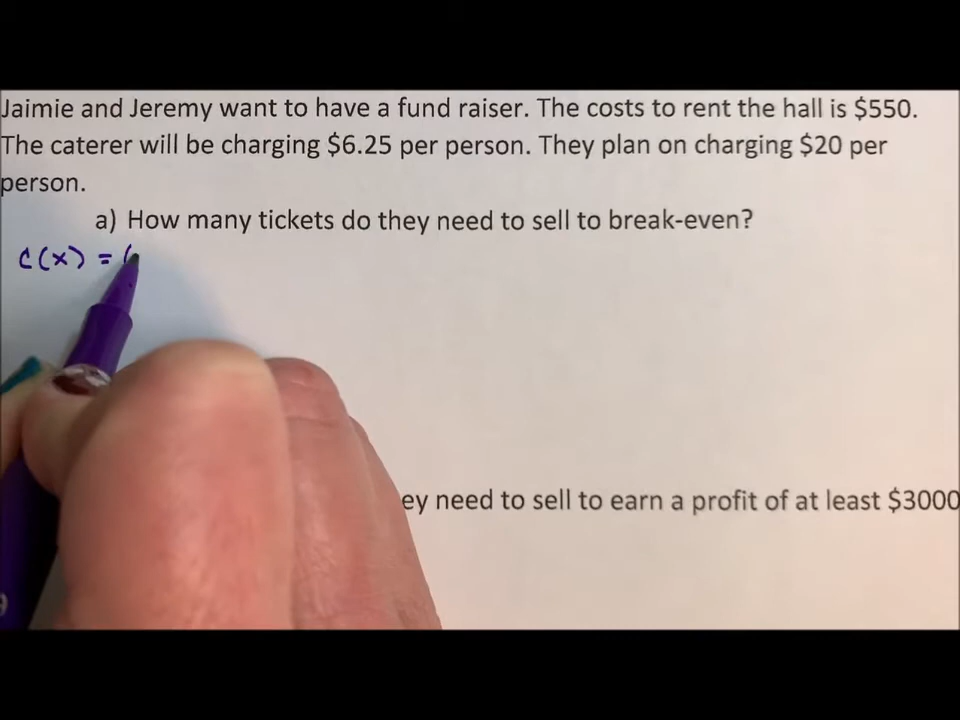 Jaimie and Jeremy want to have a fund raiser. The costs to rent the hall is $550.
The caterer will be charging $6.25 per person. They plan on charging $20 per
person.
a) How many tickets do they need to sell to break-even?
C(x) =
need to sell to earn a profit of at least $3000